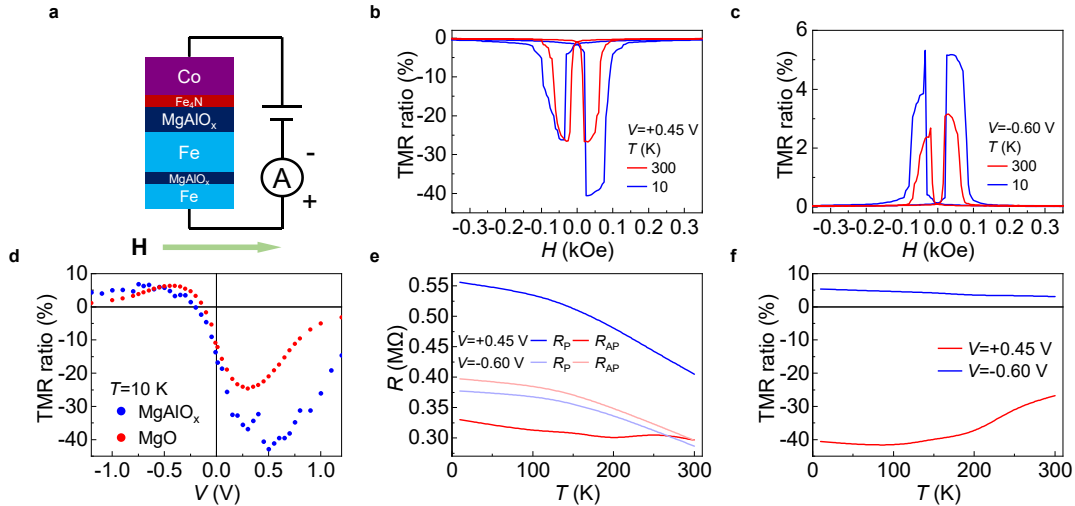 a
Co
Fe₄N
MgAlOₓ
Fe
MgAlOₓ
Fe
A
-
+
H
b
TMR ratio (%)
0
-10
-20
-30
-40
V=+0.45 V
T (K)
300
10
-0.3 -0.2 -0.1 0.0 0.1 0.2 0.3
H (kOe)
c
TMR ratio (%)
6
4
2
0
V=-0.60 V
T (K)
300
10
-0.3 -0.2 -0.1 0.0 0.1 0.2 0.3
H (kOe)
d
TMR ratio (%)
10
0
-10
-20
-30
-40
T=10 K
MgAlOₓ
MgO
-1.0 -0.5 0.0 0.5 1.0
V (V)
e
R (MΩ)
0.55
0.50
0.45
0.40
0.35
0.30
V=+0.45 V R_P R_AP
V=-0.60 V R_P R_AP
0 100 200 300
T (K)
f
TMR ratio (%)
10
0
-10
-20
-30
-40
V=+0.45 V
V=-0.60 V
0 100 200 300
T (K)